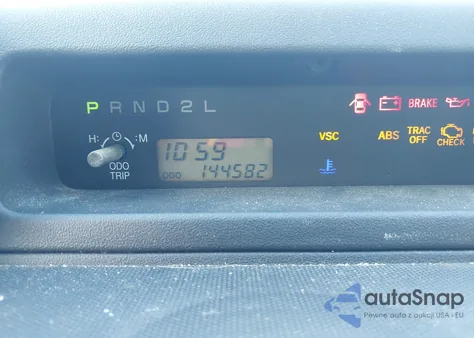 P R N D 2 L
BRAKE
H: :M
ODO
TRIP
10 59
ODO 144582
VSC
ABS
TRAC
OFF
CHECK
autoSnap
Pewne auta z aukcji USA i EU